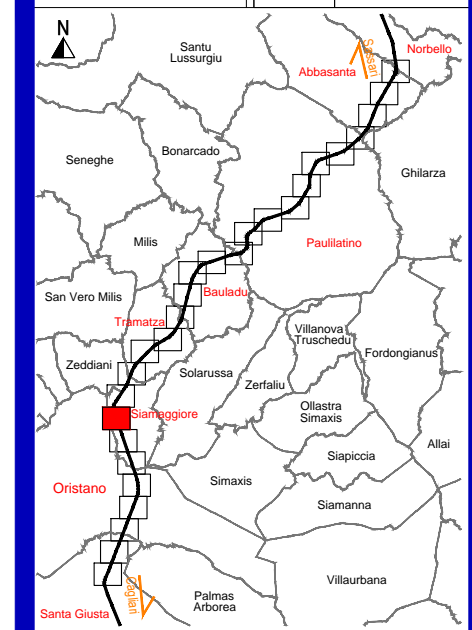 N
Santu
Lussurgiu
Norbello
Sassari
Abbasanta
Bonarcado
Seneghe
Ghilarza
Milis
Paulilatino
San Vero Milis
Bauladu
Tramatza
Villanova
Truschedu
Fordongianus
Zeddiani
Solarussa
Zerfaliu
Ollastra
Simaxis
Siamaggiore
Allai
Siapiccia
Simaxis
Oristano
Siamanna
Cagliari
Villaurbana
Palmas
Arborea
Santa Giusta